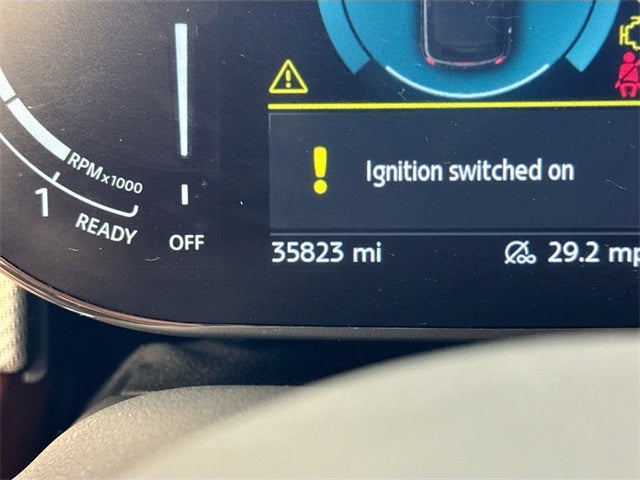 Ignition switched on
RPM x1000
1
READY
OFF
35823 mi
29.2 mp